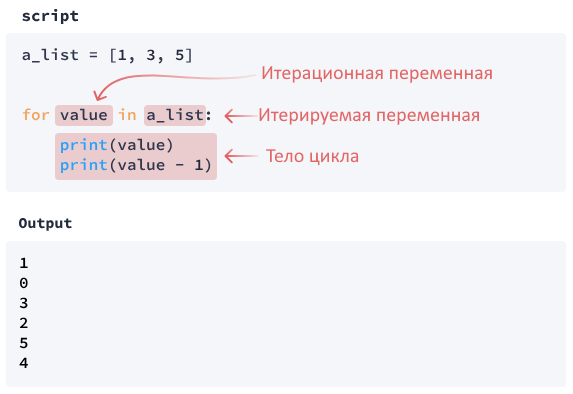 script
a_list = [1, 3, 5]
Итерационная переменная
for value in a_list:
Итерируемая переменная
print(value)
print(value - 1)
Тело цикла
Output
1
0
3
2
5
4